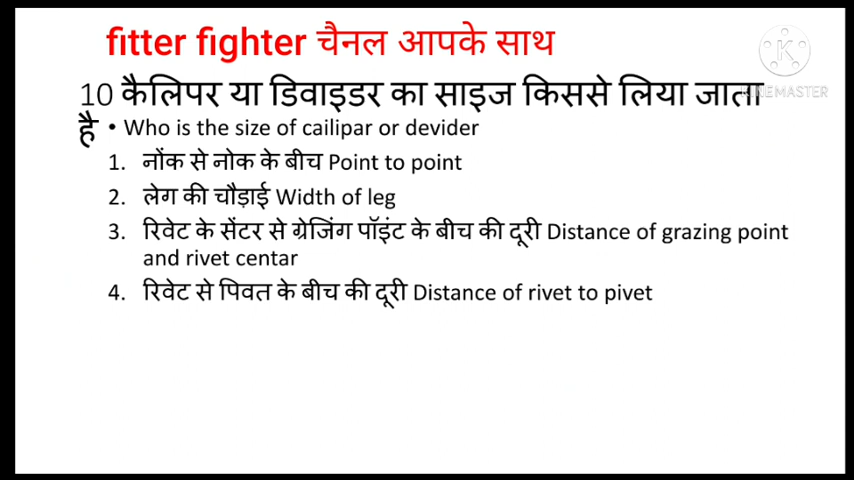 fitter fighter चैनल आपके साथ
KINEMASTER
10 कैलिपर या डिवाइडर का साइज किससे लिया जाता
है
• Who is the size of cailipar or devider
1. नोंक से नोक के बीच Point to point
2. लेग की चौड़ाई Width of leg
3. रिवेट के सेंटर से ग्रेजिंग पॉइंट के बीच की दूरी Distance of grazing point
and rivet centar
4. रिवेट से पिवत के बीच की दूरी Distance of rivet to pivet